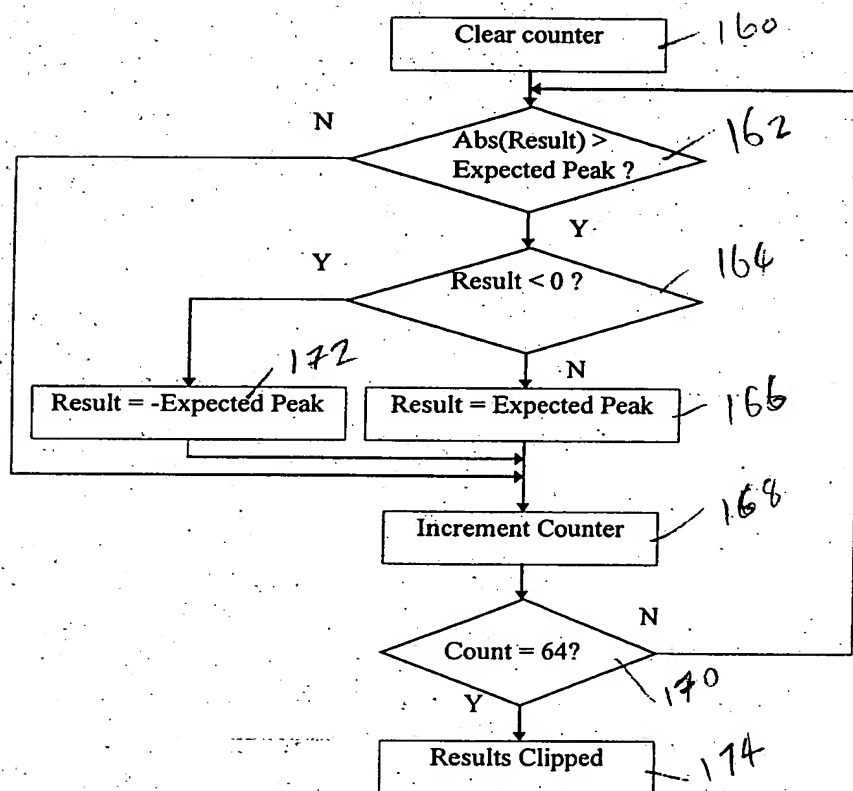 Clear counter
160
N
Abs(Result) >
Expected Peak ?
162
Y
Y
Result < 0 ?
164
172
N
Result = -Expected Peak
Result = Expected Peak
166
Increment Counter
168
N
Count = 64?
170
Y
Results Clipped
174